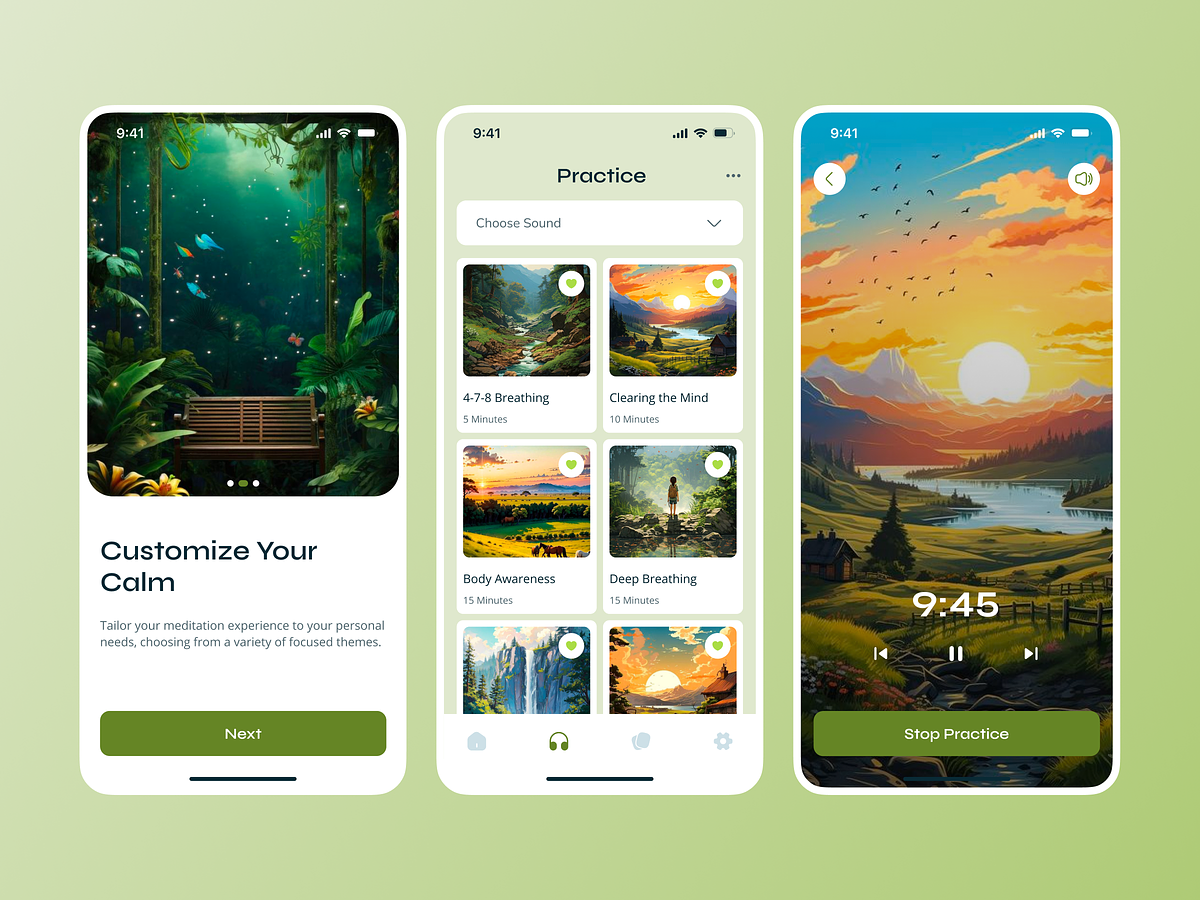 9:41
Customize Your
Calm
Tailor your meditation experience to your personal
needs, choosing from a variety of focused themes.
Next
9:41
Practice
Choose Sound
4-7-8 Breathing
5 Minutes
Clearing the Mind
10 Minutes
Body Awareness
15 Minutes
Deep Breathing
15 Minutes
9:41
9:45
Stop Practice